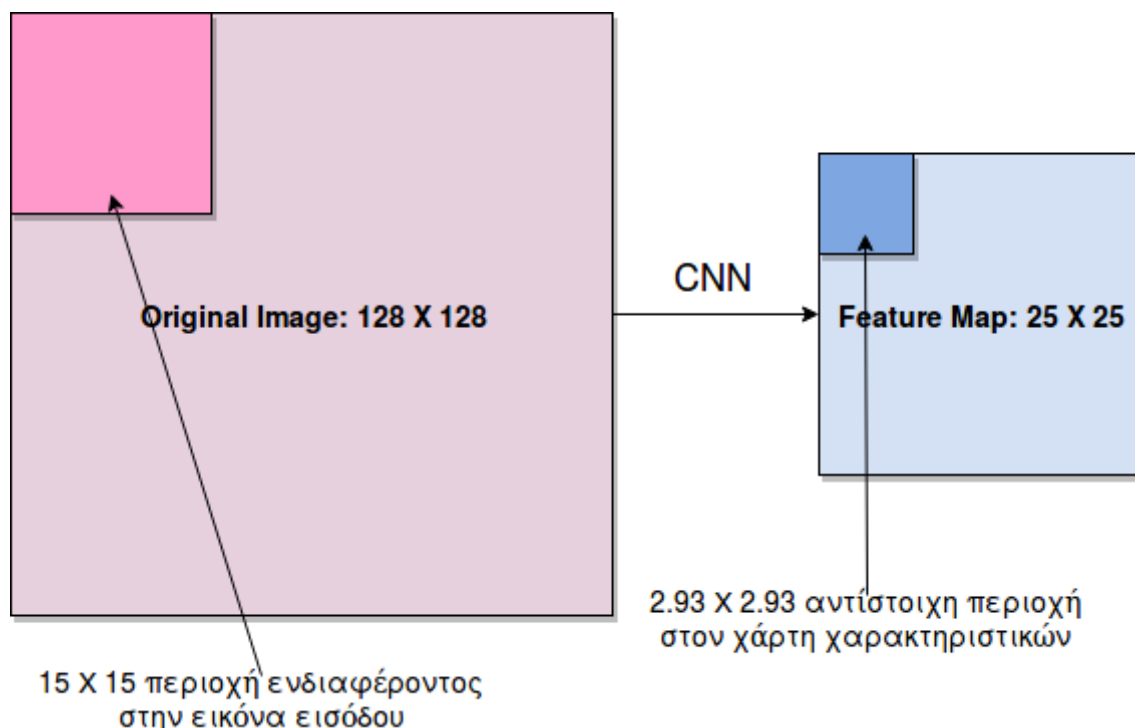 CNN
Original Image: 128 X 128
Feature Map: 25 X 25
2.93 X 2.93 αντίστοιχη περιοχή
στον χάρτη χαρακτηριστικών
15 X 15 περιοχή ενδιαφέροντος
στην εικόνα εισόδου